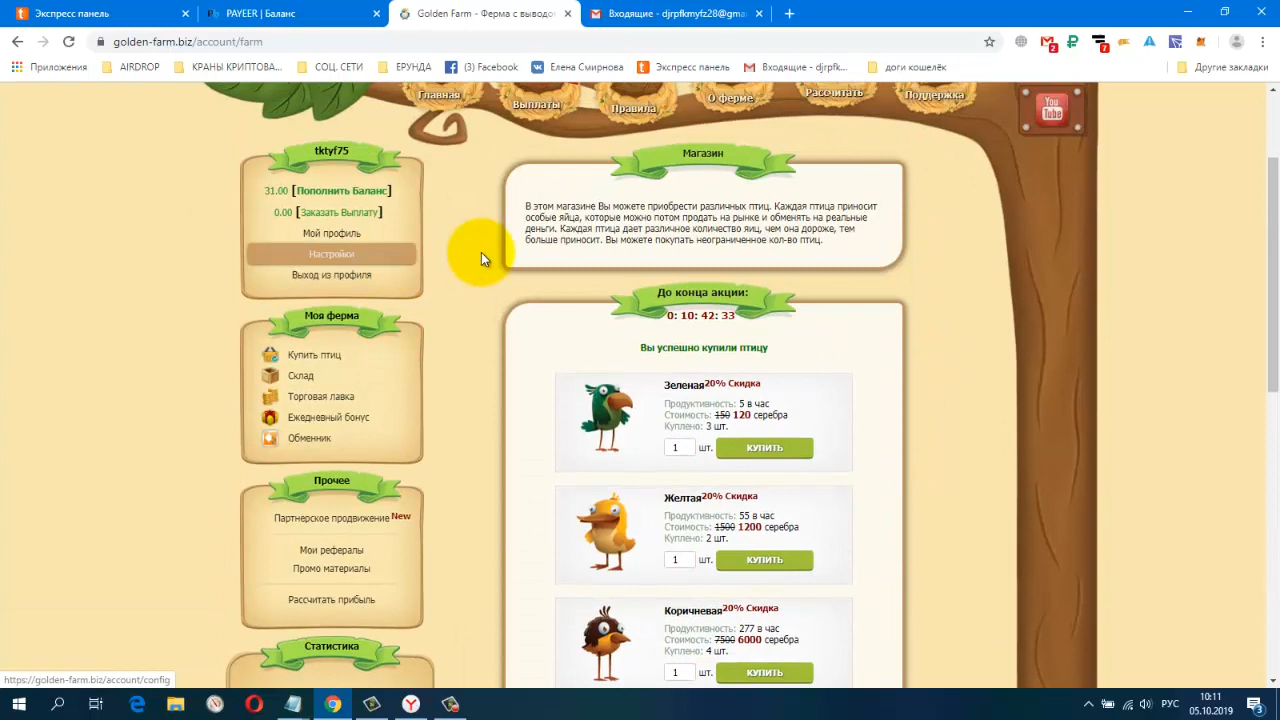 Экспресс панель
PAYEER | Баланс
Golden Farm - Ферма с выводо
Входящие - djrpfkmyfz28@gma
golden-farm.biz/account/farm
2
7
Приложения
AIRDROP
КРАНЫ КРИПТОВА...
СОЦ. СЕТИ
ЕРУНДА
(3) Facebook
Елена Смирнова
Экспресс панель
Входящие - djrpfk...
доги кошелёк
Другие закладки
Главная
Выплаты
Правила
О ферме
Рассчитать
Поддержка
You
Tube
tktyf75
31.00 [Пополнить Баланс]
0.00 [Заказать Выплату]
Мой профиль
Настройки
Выход из профиля
Моя ферма
Купить птиц
Склад
Торговая лавка
Ежедневный бонус
Обменник
Прочее
Партнерское продвижение New
Мои рефералы
Промо материалы
Рассчитать прибыль
Статистика
Магазин
В этом магазине Вы можете приобрести различных птиц. Каждая птица приносит
особые яйца, которые можно потом продать на рынке и обменять на реальные
деньги. Каждая птица дает различное количество яиц, чем она дороже, тем
больше приносит. Вы можете покупать неограниченное кол-во птиц.
До конца акции:
0: 10: 42: 33
Вы успешно купили птицу
Зеленая20% Скидка
Продуктивность: 5 в час
Стоимость: 150 120 серебра
Куплено: 3 шт.
1 шт. КУПИТЬ
Желтая20% Скидка
Продуктивность: 55 в час
Стоимость: 1500 1200 серебра
Куплено: 2 шт.
1 шт. КУПИТЬ
Коричневая20% Скидка
Продуктивность: 277 в час
Стоимость: 7500 6000 серебра
Куплено: 4 шт.
1 шт. КУПИТЬ
https://golden-farm.biz/account/config
РУС
10:11
05.10.2019
3